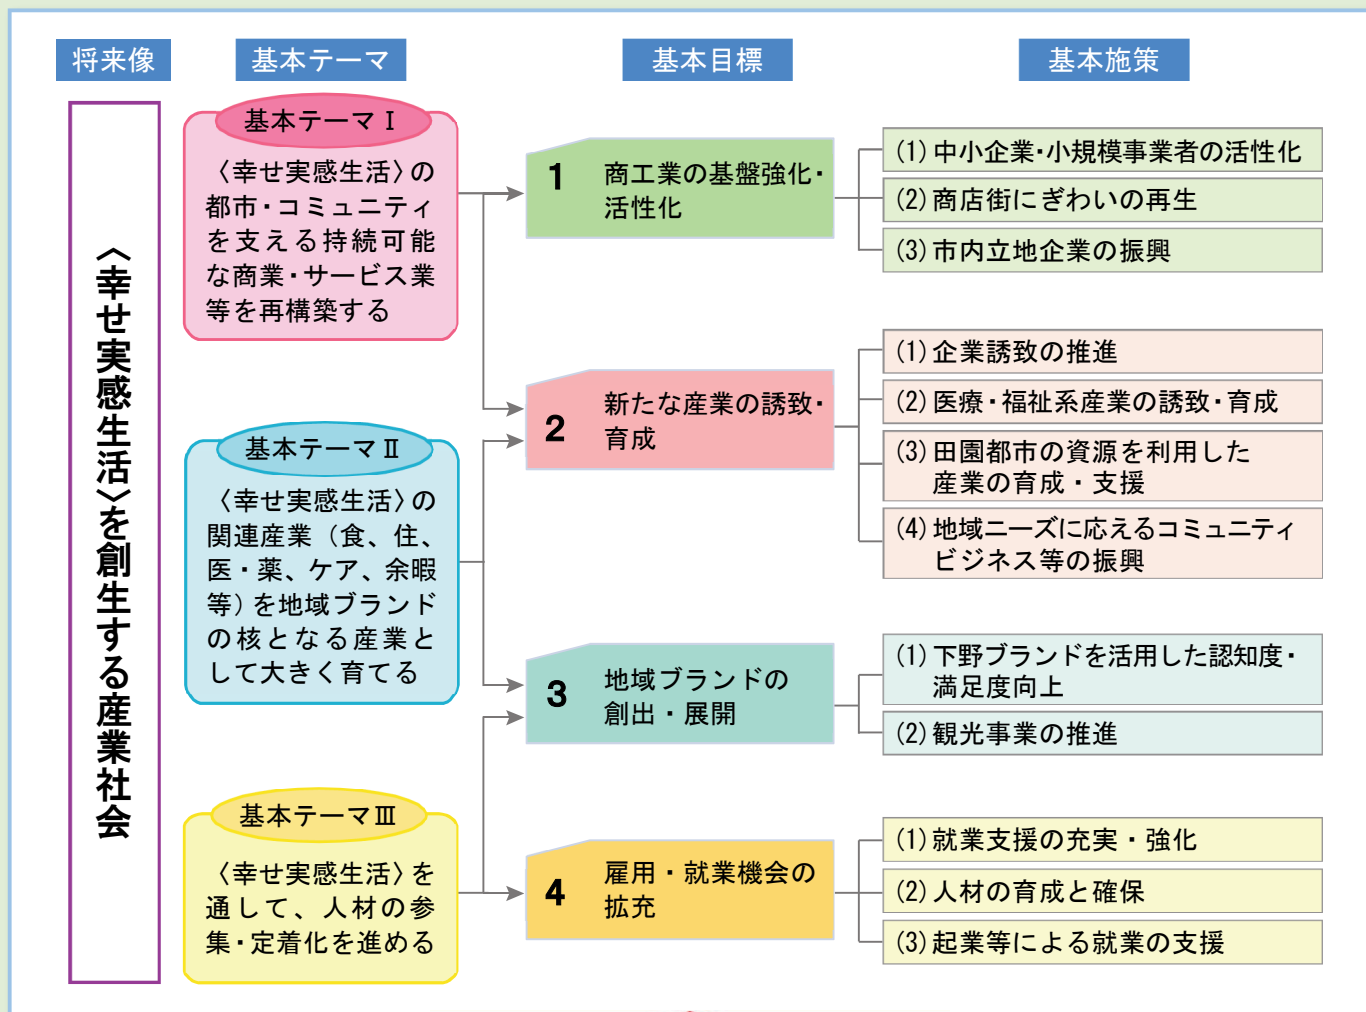 将来像
基本テーマ
基本目標
基本施策
〈幸せ実感生活〉を創生する産業社会
基本テーマⅠ
〈幸せ実感生活〉の
都市・コミュニティ
を支える持続可能
な商業・サービス業
等を再構築する
基本テーマⅡ
〈幸せ実感生活〉の
関連産業（食、住、
医・薬、ケア、余暇
等）を地域ブランド
の核となる産業と
して大きく育てる
基本テーマⅢ
〈幸せ実感生活〉を
通して、人材の参
集・定着化を進める
1 商工業の基盤強化・
活性化
(1)中小企業・小規模事業者の活性化
(2)商店街にぎわいの再生
(3)市内立地企業の振興
2 新たな産業の誘致・
育成
(1)企業誘致の推進
(2)医療・福祉系産業の誘致・育成
(3)田園都市の資源を利用した
産業の育成・支援
(4)地域ニーズに応えるコミュニティ
ビジネス等の振興
3 地域ブランドの
創出・展開
(1)下野ブランドを活用した認知度・
満足度向上
(2)観光事業の推進
4 雇用・就業機会の
拡充
(1)就業支援の充実・強化
(2)人材の育成と確保
(3)起業等による就業の支援